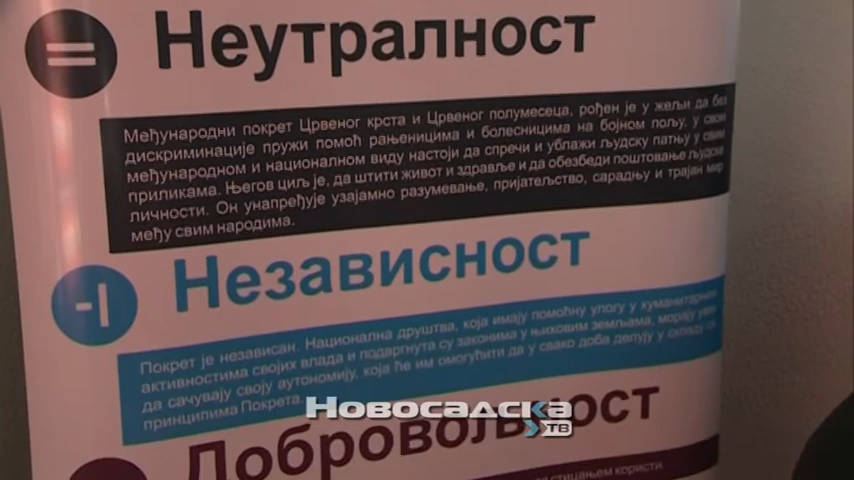 Неутралност
Међународни покрет Црвеног крста и Црвеног полумесеца, рођен је у жељи да без
дискриминације пружи помоћ рањеницима и болесницима на бојном пољу, у свом
међународном и националном виду настоји да спречи и ублажи људску патњу у свим
приликама. Његов циљ је, да штити живот и здравље и да обезбеди поштовање људске
личности. Он унапређује узајамно разумевање, пријатељство, сарадњу и трајан мир
међу свим народима.
Независност
Покрет је независан. Национална друштва, која имају помоћну улогу у хуманитарним
активностима својих влада и подвргнута су законима у њиховим земљама, морају увек
да сачувају своју аутономију, која ће им омогућити да у свако доба делују у складу са
принципима Покрета.
Новосадска
ТВ
Добровољност
стицањем користи.